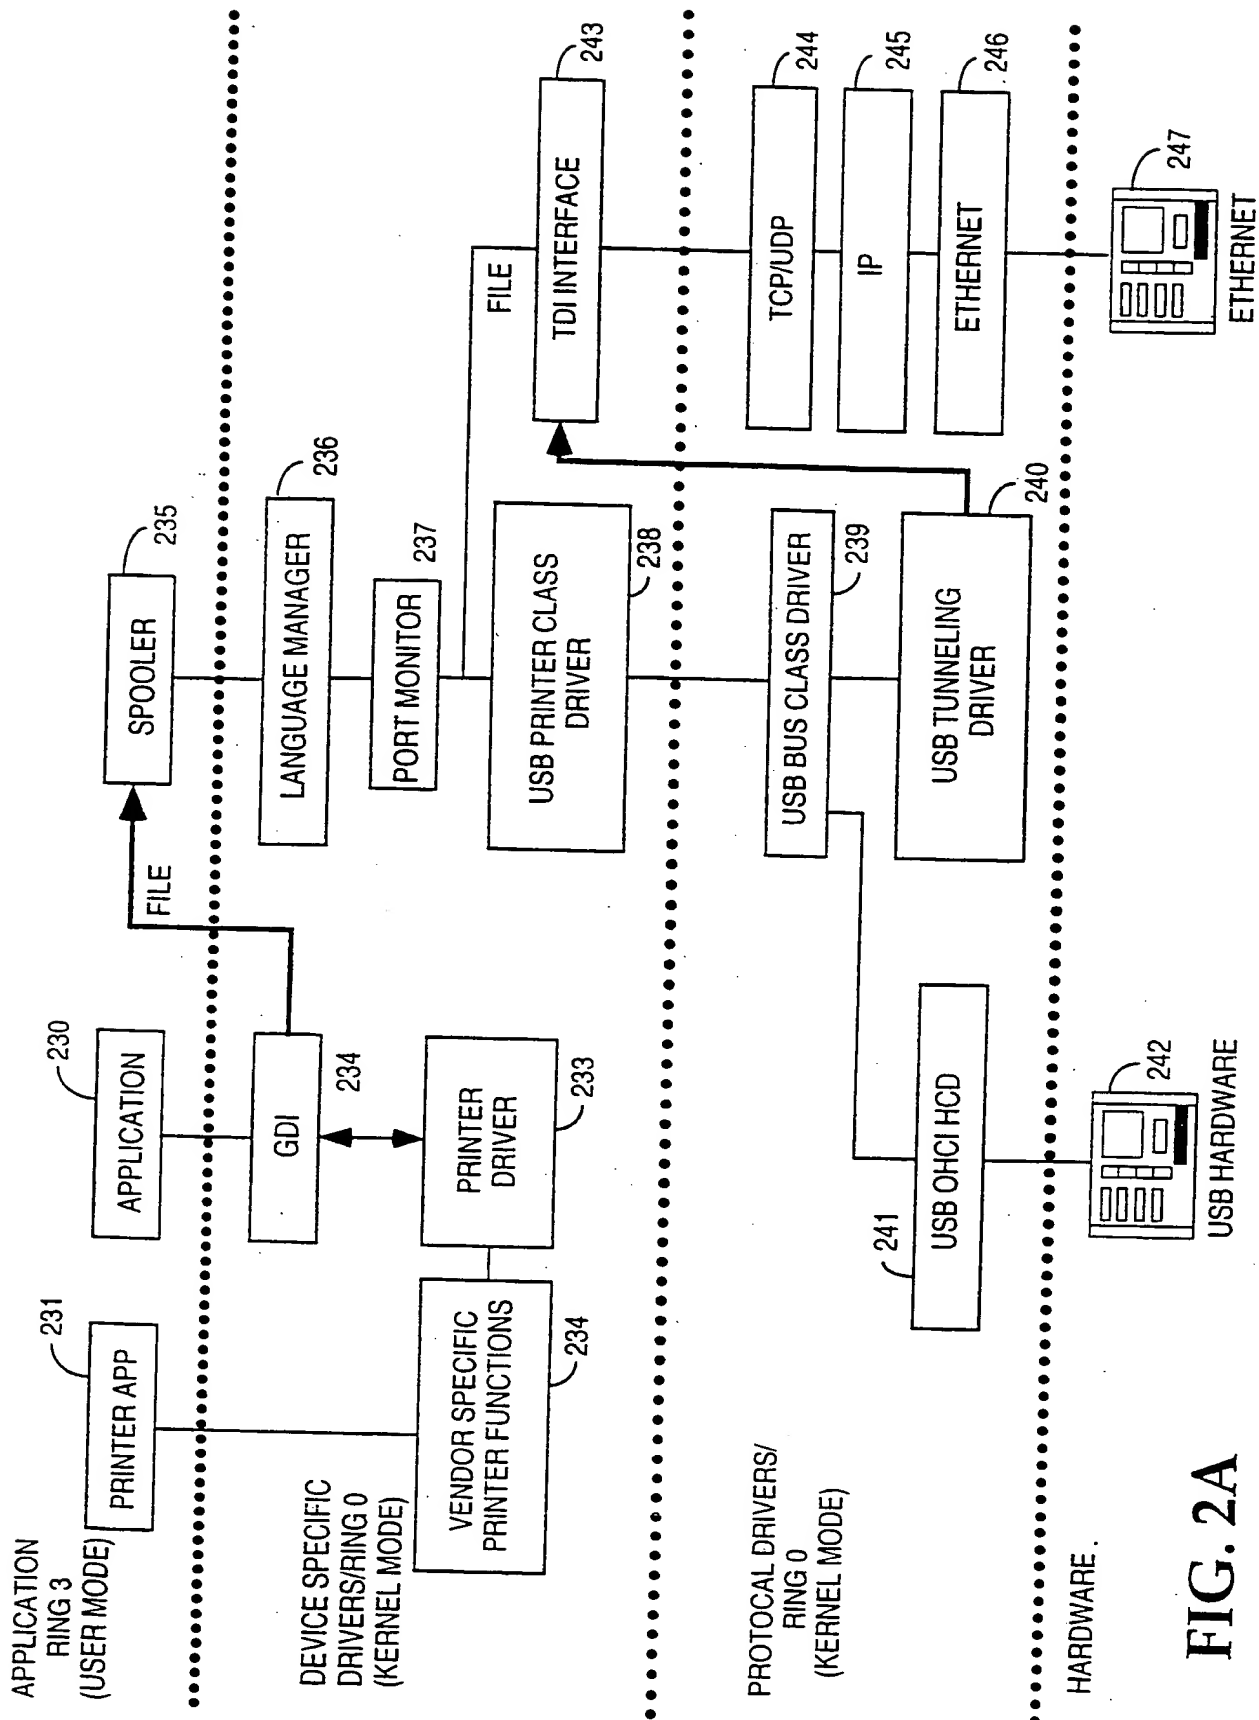 APPLICATION
RING 3
(USER MODE)
231
PRINTER APP
230
APPLICATION
FILE
235
SPOOLER
DEVICE SPECIFIC
DRIVERS/RING 0
(KERNEL MODE)
GDI
234
236
LANGUAGE MANAGER
237
PORT MONITOR
VENDOR SPECIFIC
PRINTER FUNCTIONS
234
PRINTER
DRIVER
233
USB PRINTER CLASS
DRIVER
238
FILE
243
TDI INTERFACE
PROTOCAL DRIVERS/
RING 0
(KERNEL MODE)
USB BUS CLASS DRIVER
239
244
TCP/UDP
245
IP
241
USB OHCI HCD
USB TUNNELING
DRIVER
240
246
ETHERNET
HARDWARE.
242
USB HARDWARE
247
ETHERNET
FIG. 2A